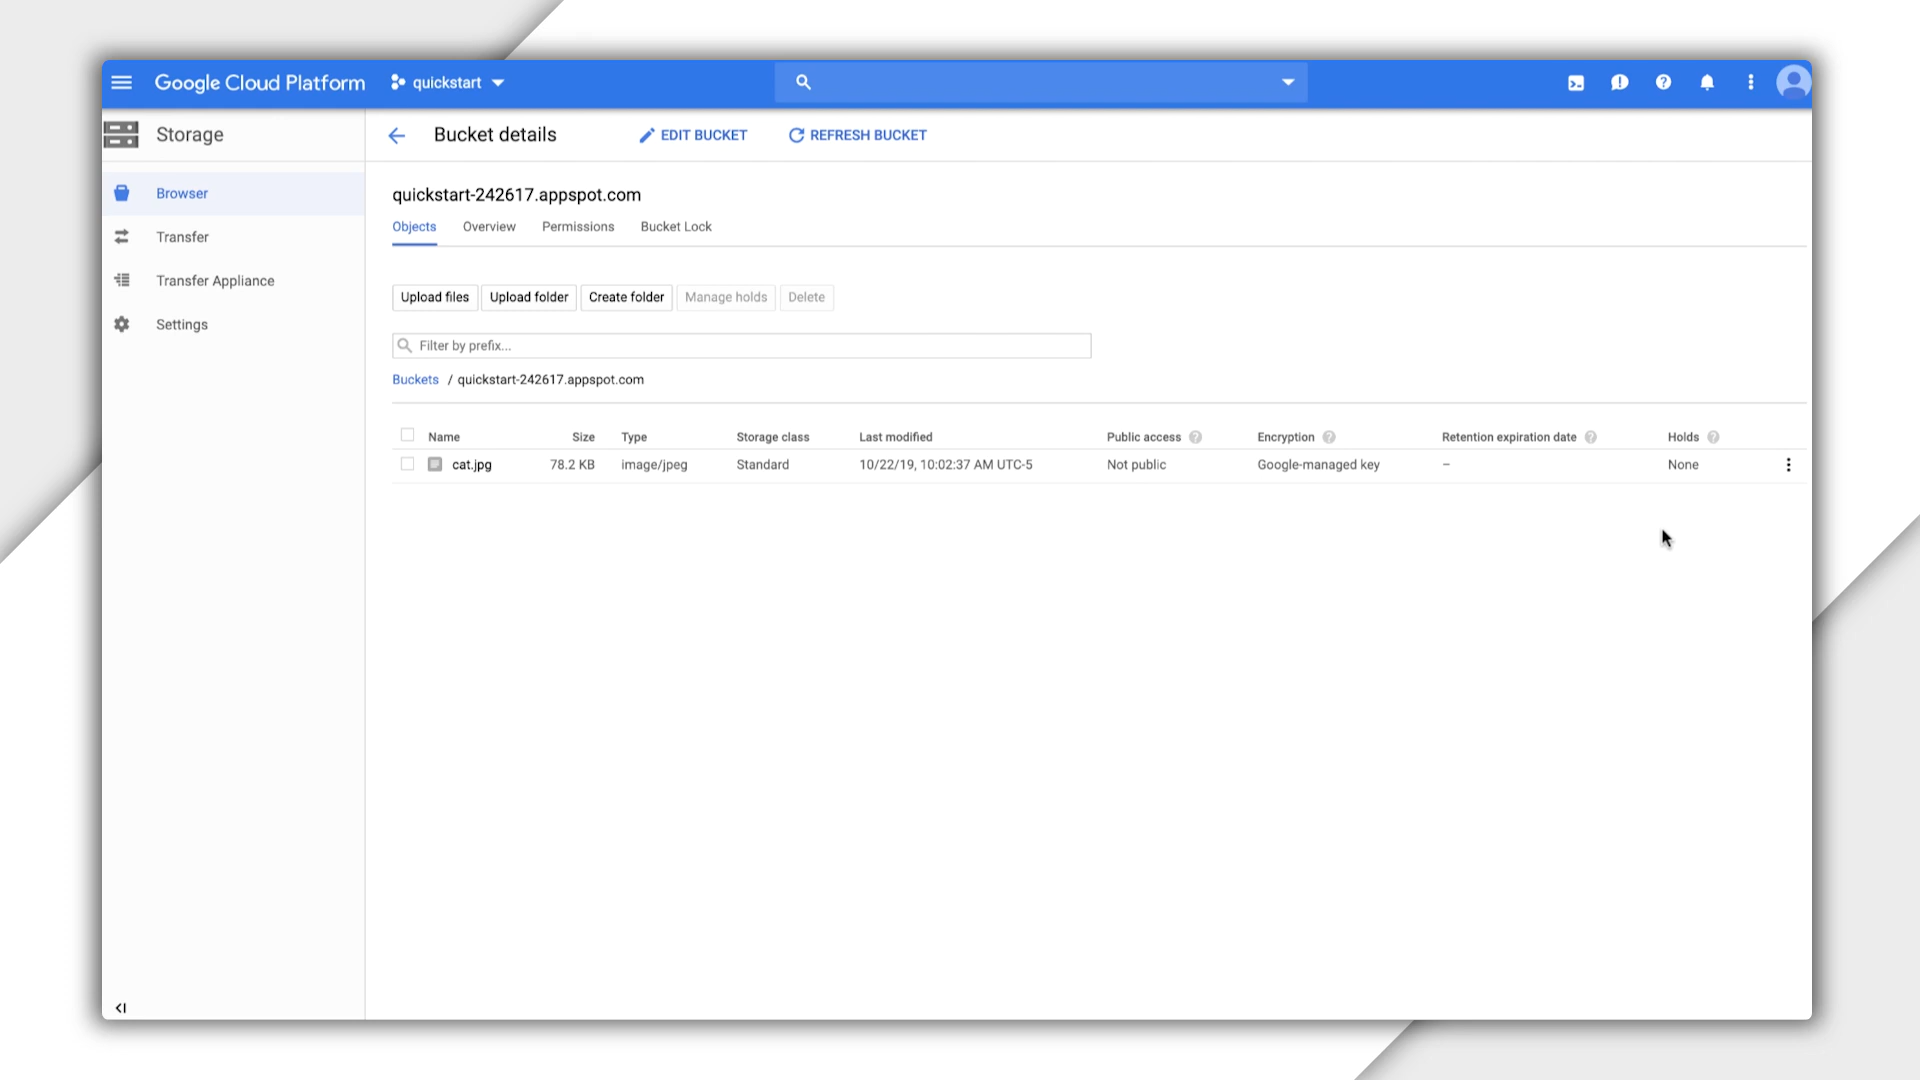 Google Cloud Platform quickstart
Storage Bucket details EDIT BUCKET REFRESH BUCKET
Browser
Transfer
Transfer Appliance
Settings
quickstart-242617.appspot.com
Objects Overview Permissions Bucket Lock
Upload files Upload folder Create folder Manage holds Delete
Filter by prefix...
Buckets / quickstart-242617.appspot.com
Name Size Type Storage class Last modified Public access Encryption Retention expiration date Holds
cat.jpg 78.2 KB image/jpeg Standard 10/22/19, 10:02:37 AM UTC-5 Not public Google-managed key – None